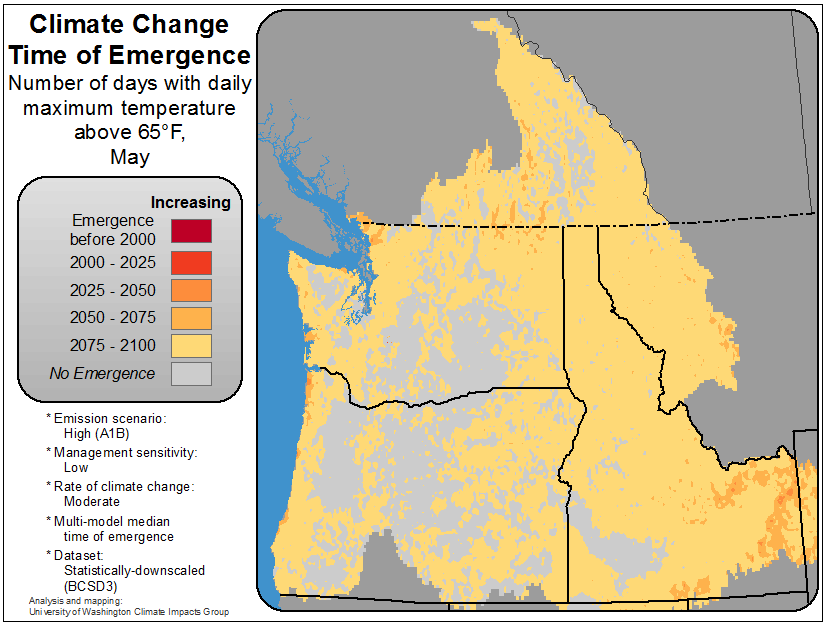 Climate Change
Time of Emergence
Number of days with daily
maximum temperature
above 65°F,
May
Increasing
Emergence
before 2000
2000 - 2025
2025 - 2050
2050 - 2075
2075 - 2100
No Emergence
* Emission scenario:
High (A1B)
* Management sensitivity:
Low
* Rate of climate change:
Moderate
* Multi-model median
time of emergence
* Dataset:
Statistically-downscaled
(BCSD3)
Analysis and mapping:
University of Washington Climate Impacts Group